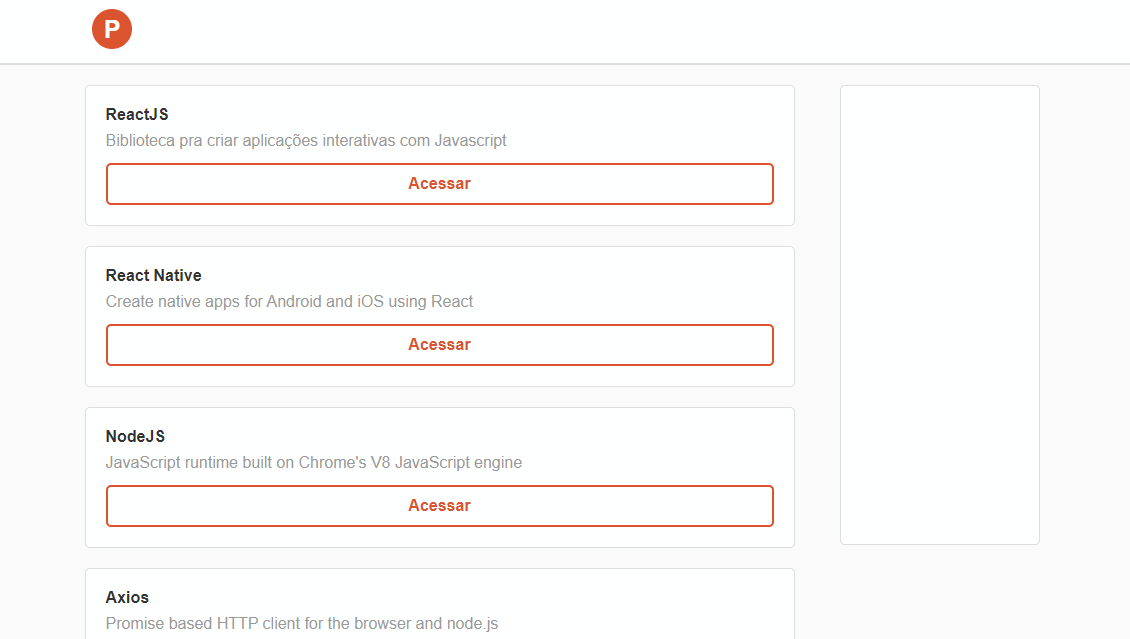 P
ReactJS
Biblioteca pra criar aplicações interativas com Javascript
Acessar
React Native
Create native apps for Android and iOS using React
Acessar
NodeJS
JavaScript runtime built on Chrome's V8 JavaScript engine
Acessar
Axios
Promise based HTTP client for the browser and node.js